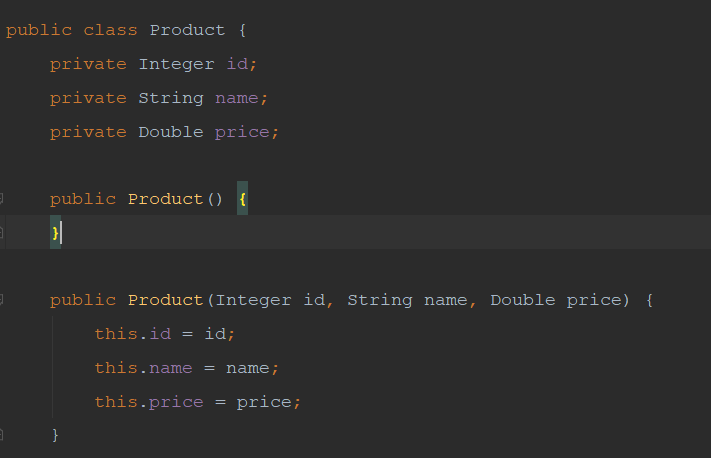 public class Product {
    private Integer id;
    private String name;
    private Double price;

    public Product() {
    }

    public Product(Integer id, String name, Double price) {
        this.id = id;
        this.name = name;
        this.price = price;
    }